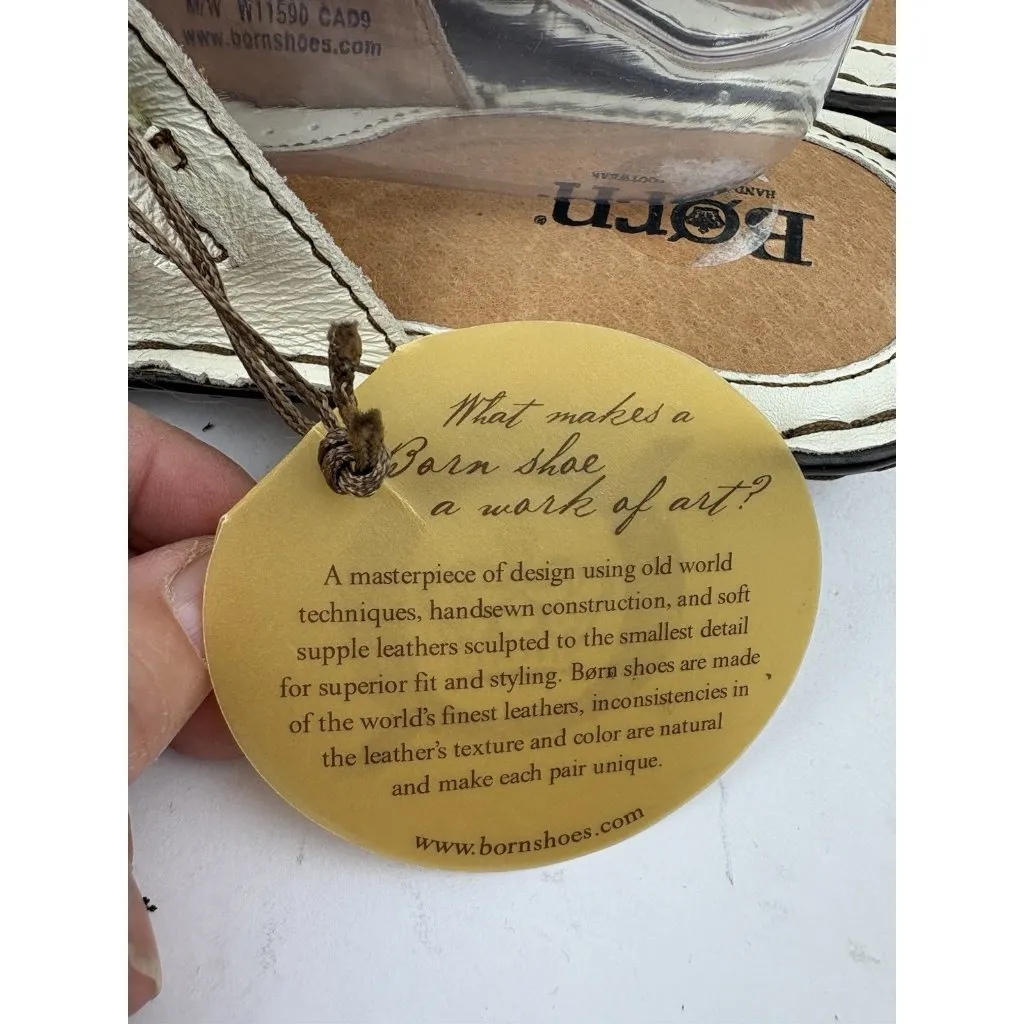 M/W W11590 CAD9
www.bornshoes.com
Børn®
HAND
FOOTWEAR
What makes a
Born shoe
a work of art?
A masterpiece of design using old world
techniques, handsewn construction, and soft
supple leathers sculpted to the smallest detail
for superior fit and styling. Børn shoes are made
of the world's finest leathers, inconsistencies in
the leather's texture and color are natural
and make each pair unique.
www.bornshoes.com